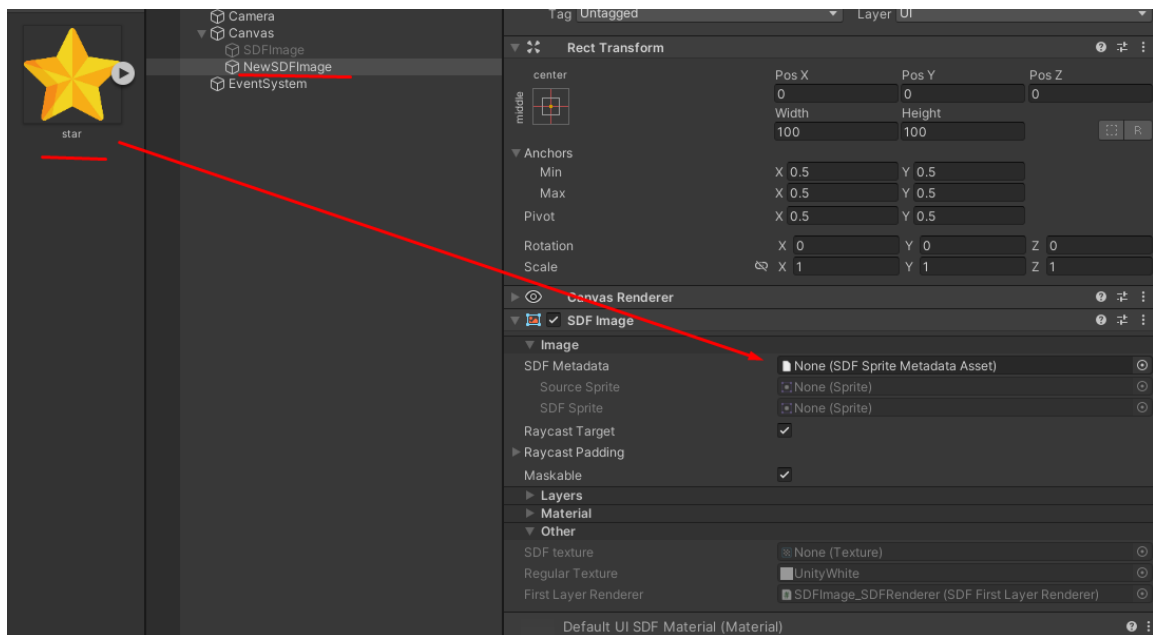 star
Camera
Canvas
SDFImage
NewSDFImage
EventSystem
Tag Untagged Layer UI
Rect Transform
center Pos X Pos Y Pos Z
middle 0 0 0
Width Height
100 100 R
Anchors
Min X 0.5 Y 0.5
Max X 0.5 Y 0.5
Pivot X 0.5 Y 0.5
Rotation X 0 Y 0 Z 0
Scale X 1 Y 1 Z 1
Canvas Renderer
SDF Image
Image
SDF Metadata None (SDF Sprite Metadata Asset)
Source Sprite None (Sprite)
SDF Sprite None (Sprite)
Raycast Target
Raycast Padding
Maskable
Layers
Material
Other
SDF texture None (Texture)
Regular Texture UnityWhite
First Layer Renderer SDFImage_SDFRenderer (SDF First Layer Renderer)
Default UI SDF Material (Material)